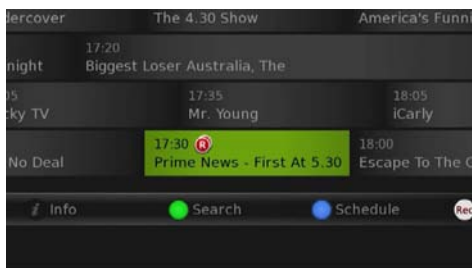 dercover The 4.30 Show America's Funn
17:20
night Biggest Loser Australia, The
05 17:35 18:05
cky TV Mr. Young iCarly
17:30 R 18:00
No Deal Prime News - First At 5.30 Escape To The C
i Info Search Schedule Rec